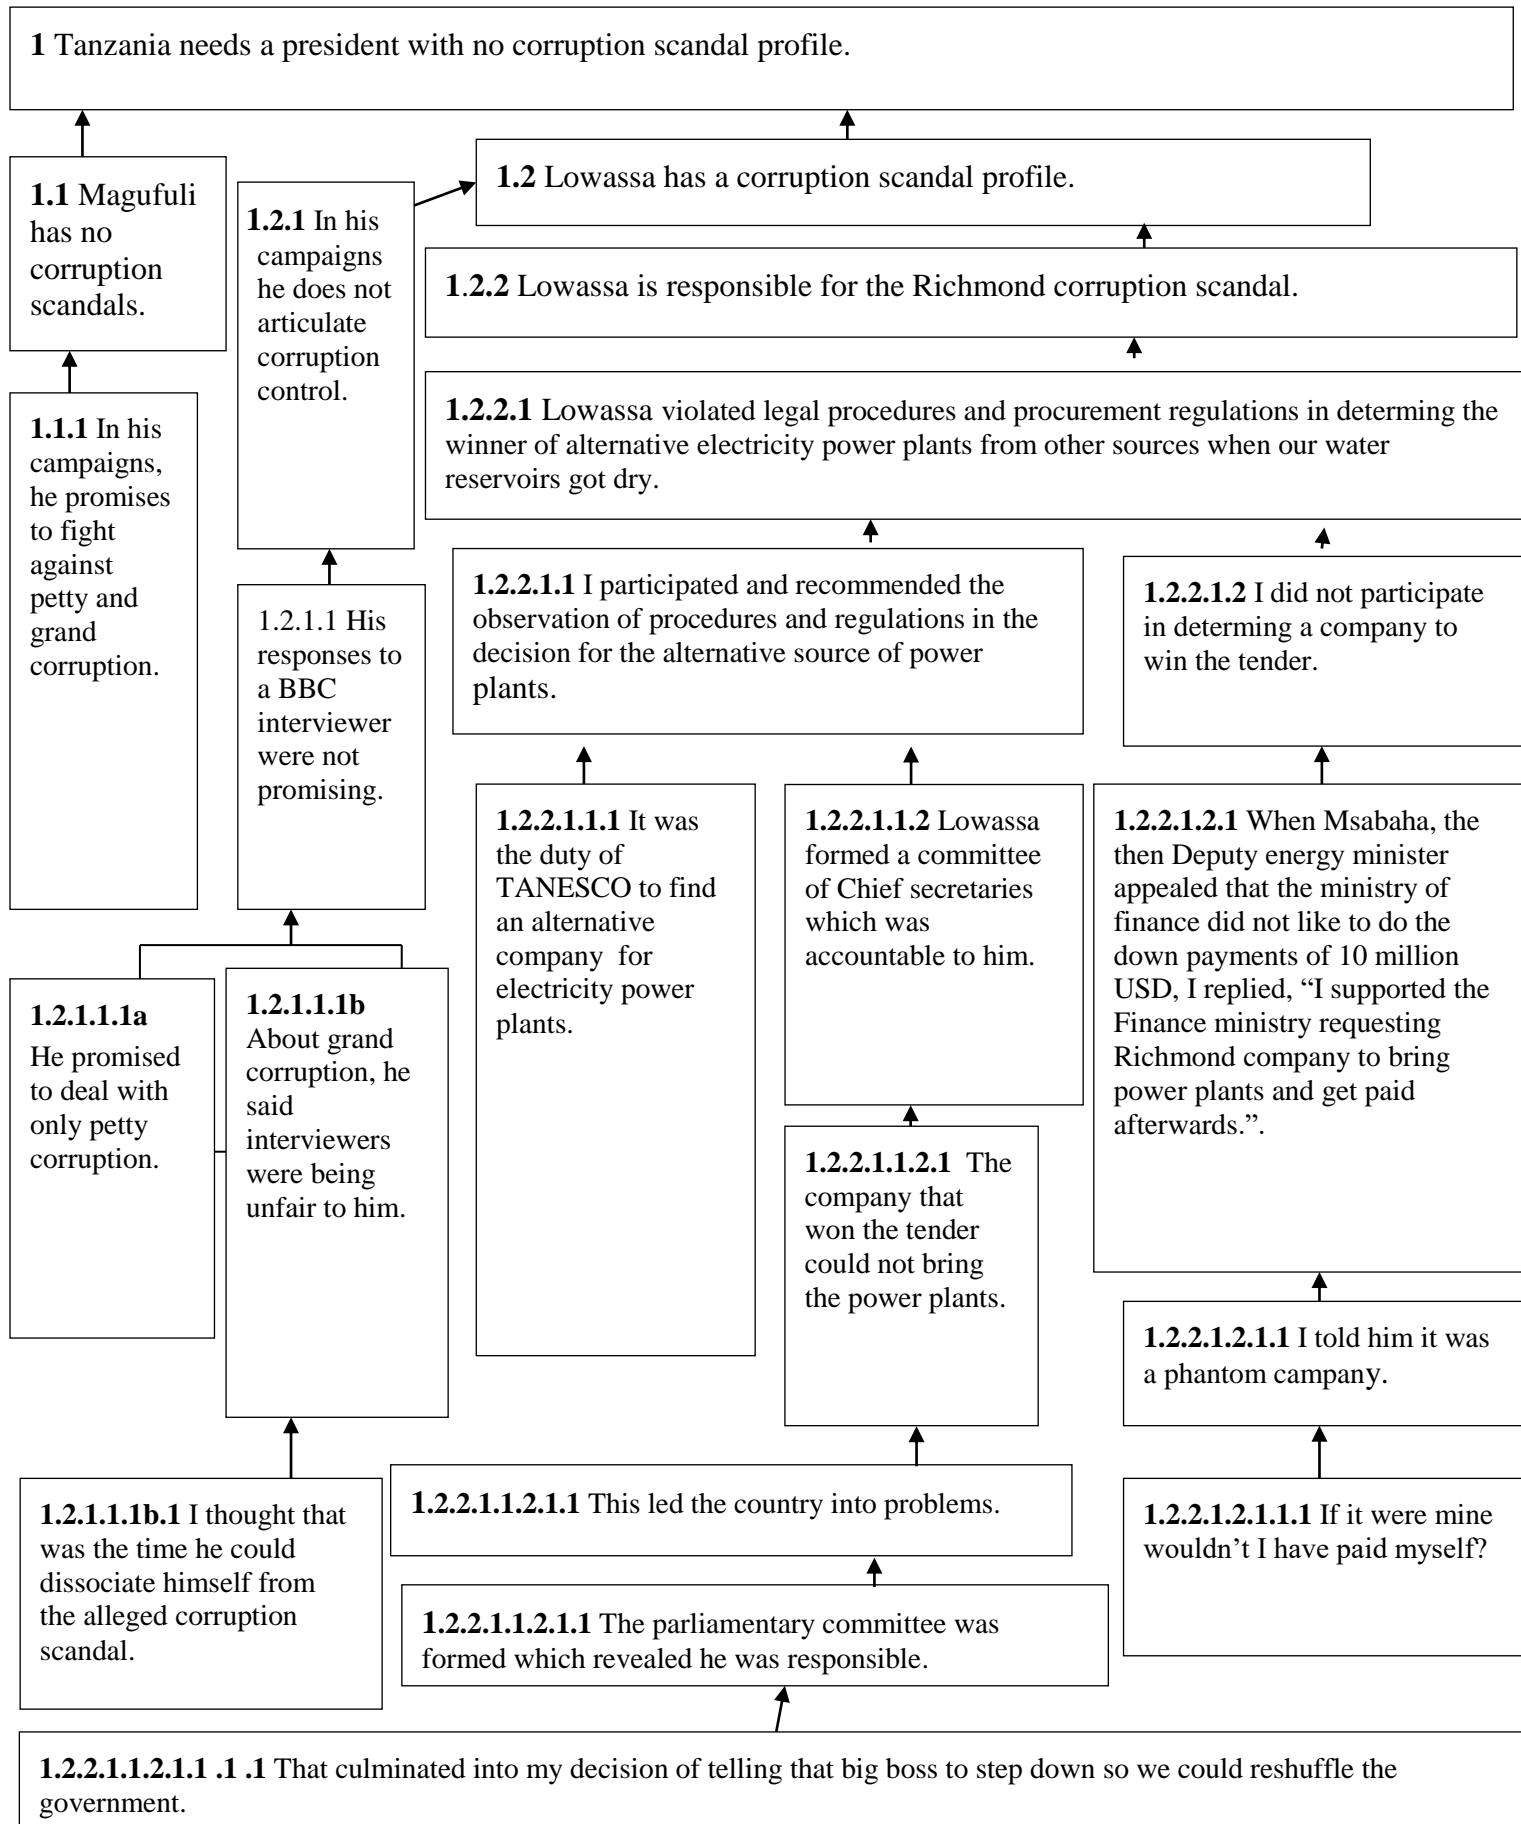 1 Tanzania needs a president with no corruption scandal profile.
1.1 Magufuli
has no
corruption
scandals.
1.2.1 In his
campaigns
he does not
articulate
corruption
control.
1.2 Lowassa has a corruption scandal profile.
1.2.2 Lowassa is responsible for the Richmond corruption scandal.
1.1.1 In his
campaigns,
he promises
to fight
against
petty and
grand
corruption.
1.2.2.1 Lowassa violated legal procedures and procurement regulations in determing the
winner of alternative electricity power plants from other sources when our water
reservoirs got dry.
1.2.1.1 His
responses to
a BBC
interviewer
were not
promising.
1.2.2.1.1 I participated and recommended the
observation of procedures and regulations in the
decision for the alternative source of power
plants.
1.2.2.1.2 I did not participate
in determing a company to
win the tender.
1.2.2.1.1.1 It was
the duty of
TANESCO to find
an alternative
company for
electricity power
plants.
1.2.2.1.1.2 Lowassa
formed a committee
of Chief secretaries
which was
accountable to him.
1.2.2.1.2.1 When Msabaha, the
then Deputy energy minister
appealed that the ministry of
finance did not like to do the
down payments of 10 million
USD, I replied, “I supported the
Finance ministry requesting
Richmond company to bring
power plants and get paid
afterwards.”.
1.2.1.1.1a
He promised
to deal with
only petty
corruption.
1.2.1.1.1b
About grand
corruption, he
said
interviewers
were being
unfair to him.
1.2.2.1.1.2.1 The
company that
won the tender
could not bring
the power plants.
1.2.2.1.2.1.1 I told him it was
a phantom campany.
1.2.1.1.1b.1 I thought that
was the time he could
dissociate himself from
the alleged corruption
scandal.
1.2.2.1.1.2.1.1 This led the country into problems.
1.2.2.1.2.1.1.1 If it were mine
wouldn’t I have paid myself?
1.2.2.1.1.2.1.1 The parliamentary committee was
formed which revealed he was responsible.
1.2.2.1.1.2.1.1 .1 .1 That culminated into my decision of telling that big boss to step down so we could reshuffle the
government.